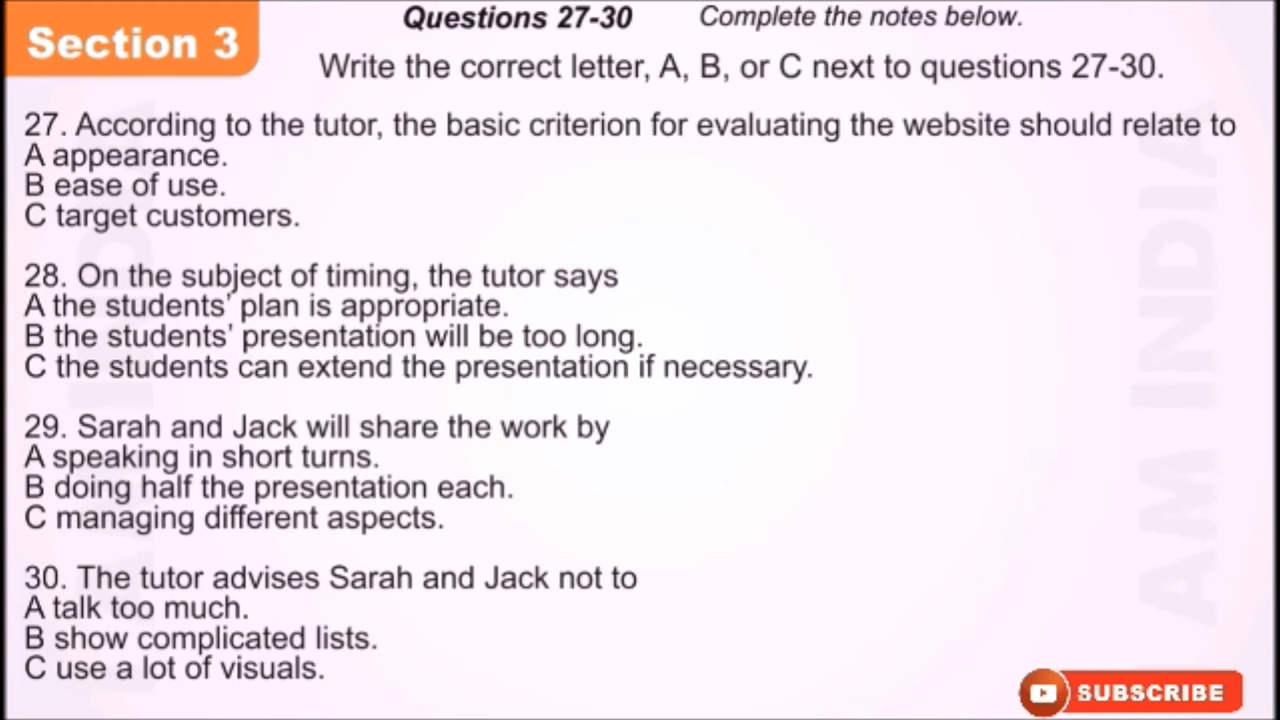 Section 3
Questions 27-30 Complete the notes below.
Write the correct letter, A, B, or C next to questions 27-30.
27. According to the tutor, the basic criterion for evaluating the website should relate to
A appearance.
B ease of use.
C target customers.
28. On the subject of timing, the tutor says
A the students' plan is appropriate.
B the students' presentation will be too long.
C the students can extend the presentation if necessary.
29. Sarah and Jack will share the work by
A speaking in short turns.
B doing half the presentation each.
C managing different aspects.
30. The tutor advises Sarah and Jack not to
A talk too much.
B show complicated lists.
C use a lot of visuals.
AM INDIA
AM INDIA
SUBSCRIBE